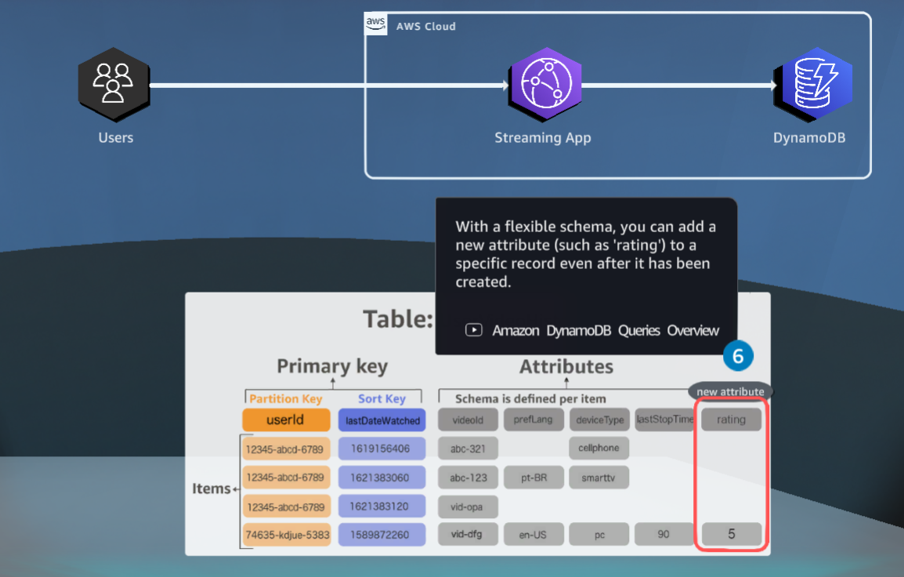 aws
AWS Cloud
Users
Streaming App
DynamoDB
With a flexible schema, you can add a
new attribute (such as 'rating') to a
specific record even after it has been
created.
Amazon DynamoDB Queries Overview
6
Table:
Primary key
Attributes
new attribute
Partition Key Sort Key Schema is defined per item
userId lastDateWatched videoId prefLang deviceType lastStopTime rating
Items
12345-abcd-6789 1619156406 abc-321 cellphone
12345-abcd-6789 1621383060 abc-123 pt-BR smarttv
12345-abcd-6789 1621383120 vid-opa
74635-kdjue-5383 1589872260 vid-dfg en-US pc 90 5